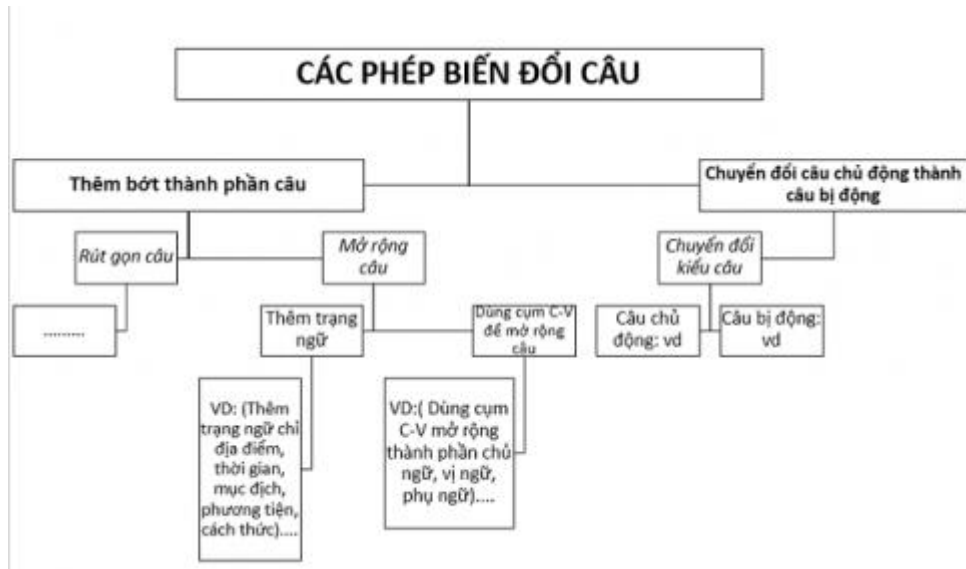 CÁC PHÉP BIẾN ĐỔI CÂU
Thêm bớt thành phần câu
Chuyển đổi câu chủ động thành
câu bị động
Rút gọn câu
Mở rộng
câu
Chuyển đổi
kiểu câu
.........
Thêm trạng
ngữ
Dùng cụm C-V
để mở rộng
câu
Câu chủ
động: vd
Câu bị động:
vd
VD: (Thêm
trạng ngữ chỉ
địa điểm,
thời gian,
mục địch,
phương tiện,
cách thức)....
VD:( Dùng cụm
C-V mở rộng
thành phần chủ
ngữ, vị ngữ,
phụ ngữ)....